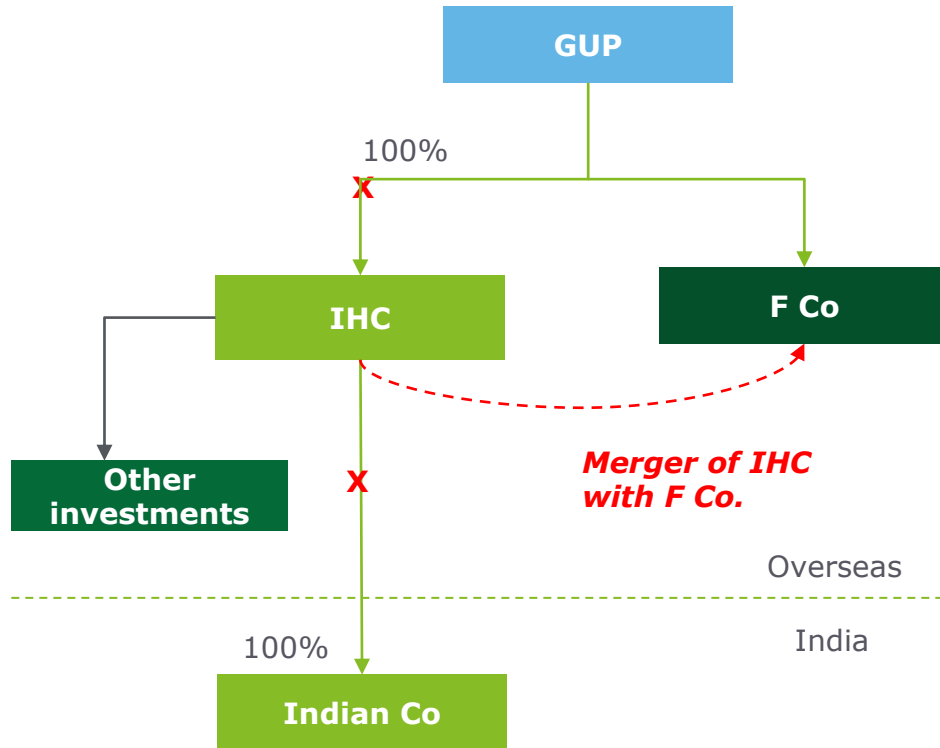 GUP
100%
X
IHC
F Co
Other
investments
X
Merger of IHC
with F Co.
Overseas
India
100%
Indian Co